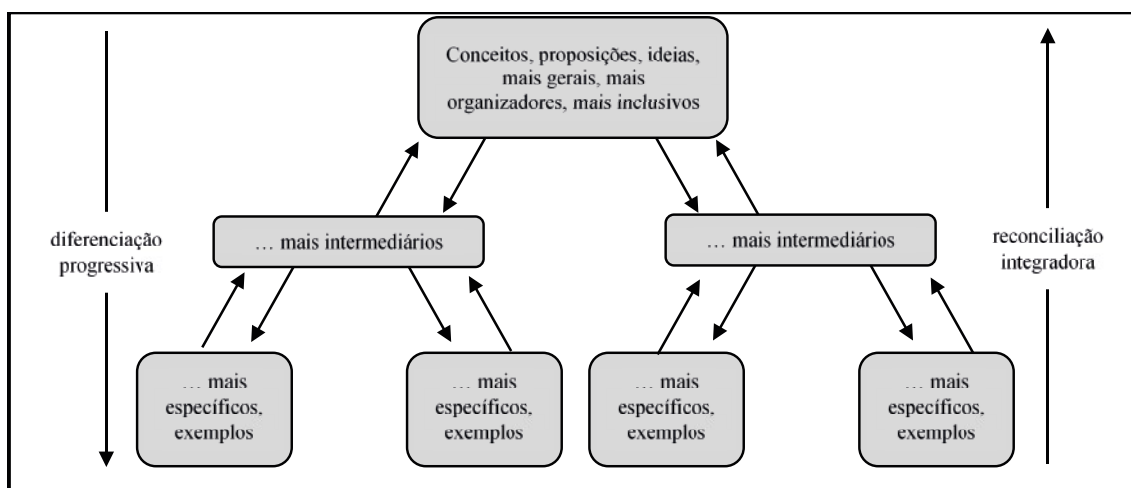 Conceitos, proposições, ideias,
mais gerais, mais
organizadores, mais inclusivos
diferenciação
progressiva
… mais intermediários
… mais intermediários
reconciliação
integradora
… mais
específicos,
exemplos
… mais
específicos,
exemplos
… mais
específicos,
exemplos
… mais
específicos,
exemplos